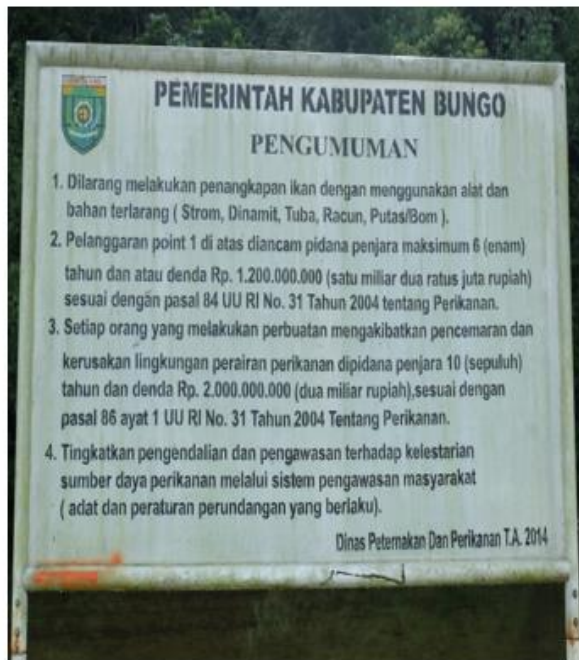 PEMERINTAH KABUPATEN BUNGO
PENGUMUMAN
1. Dilarang melakukan penangkapan ikan dengan menggunakan alat dan
bahan terlarang ( Strom, Dinamit, Tuba, Racun, Putas/Bom ).
2. Pelanggaran point 1 di atas diancam pidana penjara maksimum 6 (enam)
tahun dan atau denda Rp. 1.200.000.000 (satu miliar dua ratus juta rupiah)
sesuai dengan pasal 84 UU RI No. 31 Tahun 2004 tentang Perikanan.
3. Setiap orang yang melakukan perbuatan mengakibatkan pencemaran dan
kerusakan lingkungan perairan perikanan dipidana penjara 10 (sepuluh)
tahun dan denda Rp. 2.000.000.000 (dua miliar rupiah),sesuai dengan
pasal 86 ayat 1 UU RI No. 31 Tahun 2004 Tentang Perikanan.
4. Tingkatkan pengendalian dan pengawasan terhadap kelestarian
sumber daya perikanan melalui sistem pengawasan masyarakat
( adat dan peraturan perundangan yang berlaku).
Dinas Peternakan Dan Perikanan T.A. 2014